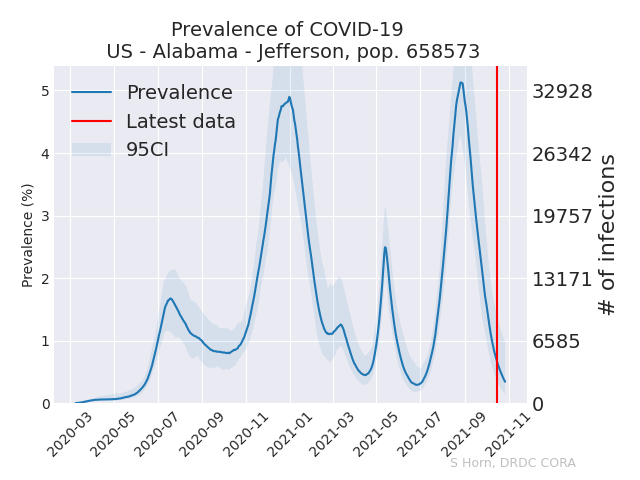 Prevalence of COVID-19
US - Alabama - Jefferson, pop. 658573
Prevalence
Latest data
95CI
Prevalence (%)
5
4
3
2
1
0
32928
26342
19757
13171
6585
0
# of infections
2020-03
2020-05
2020-07
2020-09
2020-11
2021-01
2021-03
2021-05
2021-07
2021-09
2021-11
S Horn, DRDC CORA